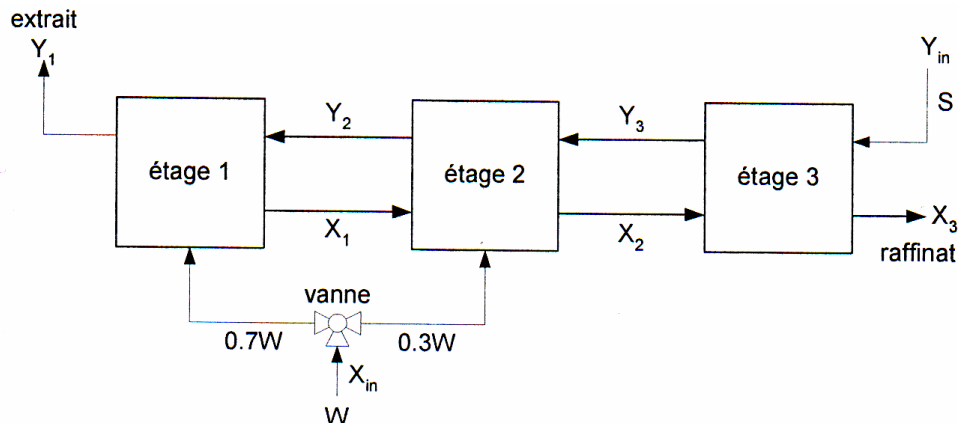 extrait
Y₁
Yᵢₙ
S
Y₂
Y₃
étage 1
étage 2
étage 3
X₁
X₂
X₃
raffinat
vanne
0.7W
0.3W
Xᵢₙ
W